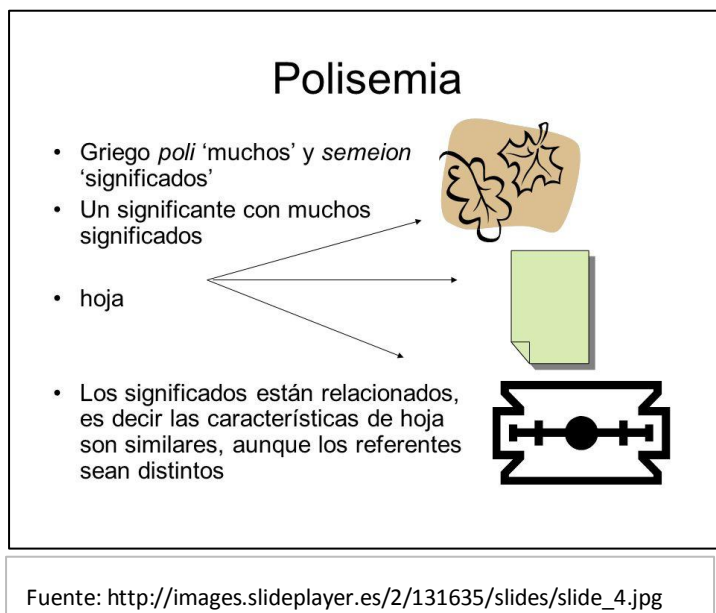 Polisemia
• Griego poli ‘muchos’ y semeion
‘significados’
• Un significante con muchos
significados
• hoja
• Los significados están relacionados,
es decir las características de hoja
son similares, aunque los referentes
sean distintos
Fuente: http://images.slideplayer.es/2/131635/slides/slide_4.jpg